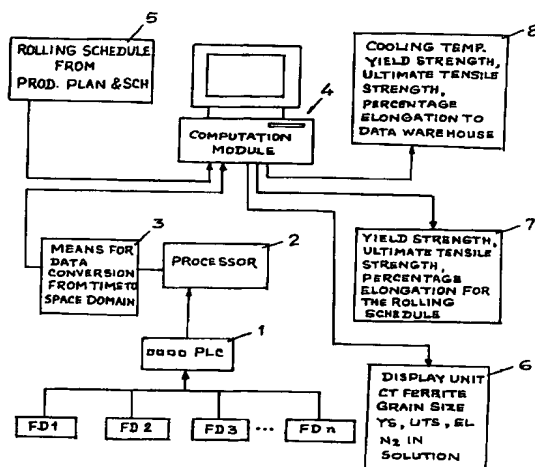 5
ROLLING SCHEDULE
FROM
PROD. PLAN & SCH
4
COMPUTATION
MODULE
8
COOLING TEMP.
YIELD STRENGTH,
ULTIMATE TENSILE
STRENGTH,
PERCENTAGE
ELONGATION TO
DATA WAREHOUSE
3
MEANS FOR
DATA
CONVERSION
FROM TIME TO
SPACE DOMAIN
2
PROCESSOR
7
YIELD STRENGTH,
ULTIMATE TENSILE
STRENGTH,
PERCENTAGE
ELONGATION FOR
THE ROLLING
SCHEDULE
1
PLC
6
DISPLAY UNIT
CT FERRITE
GRAIN SIZE
YS, UTS, EL
N2 IN
SOLUTION
FD1 FD2 FD3 ... FDn